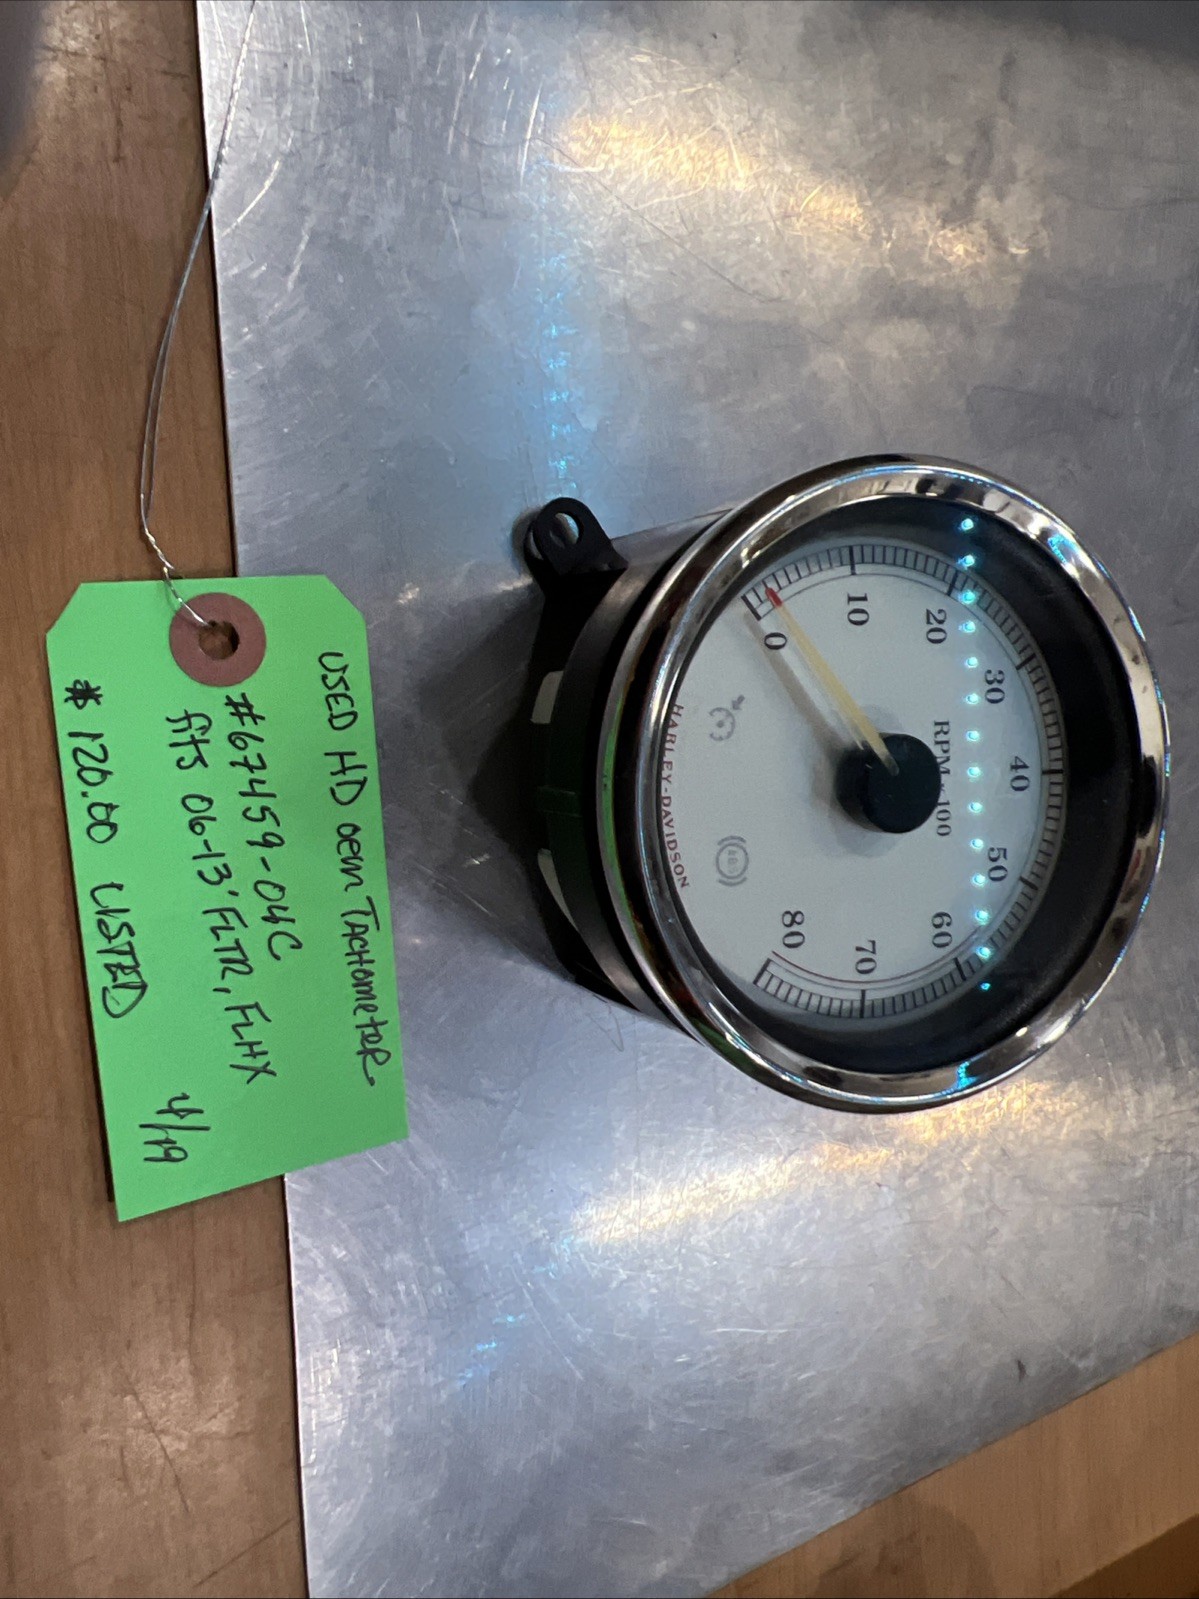 USED HD oem TACHOMETER
#67459-04C
fits 06-13' FLTR, FLHX
$120.00 LISTED
4/19
0
10
20
30
40
50
60
70
80
RPM x 100
HARLEY-DAVIDSON
ABS